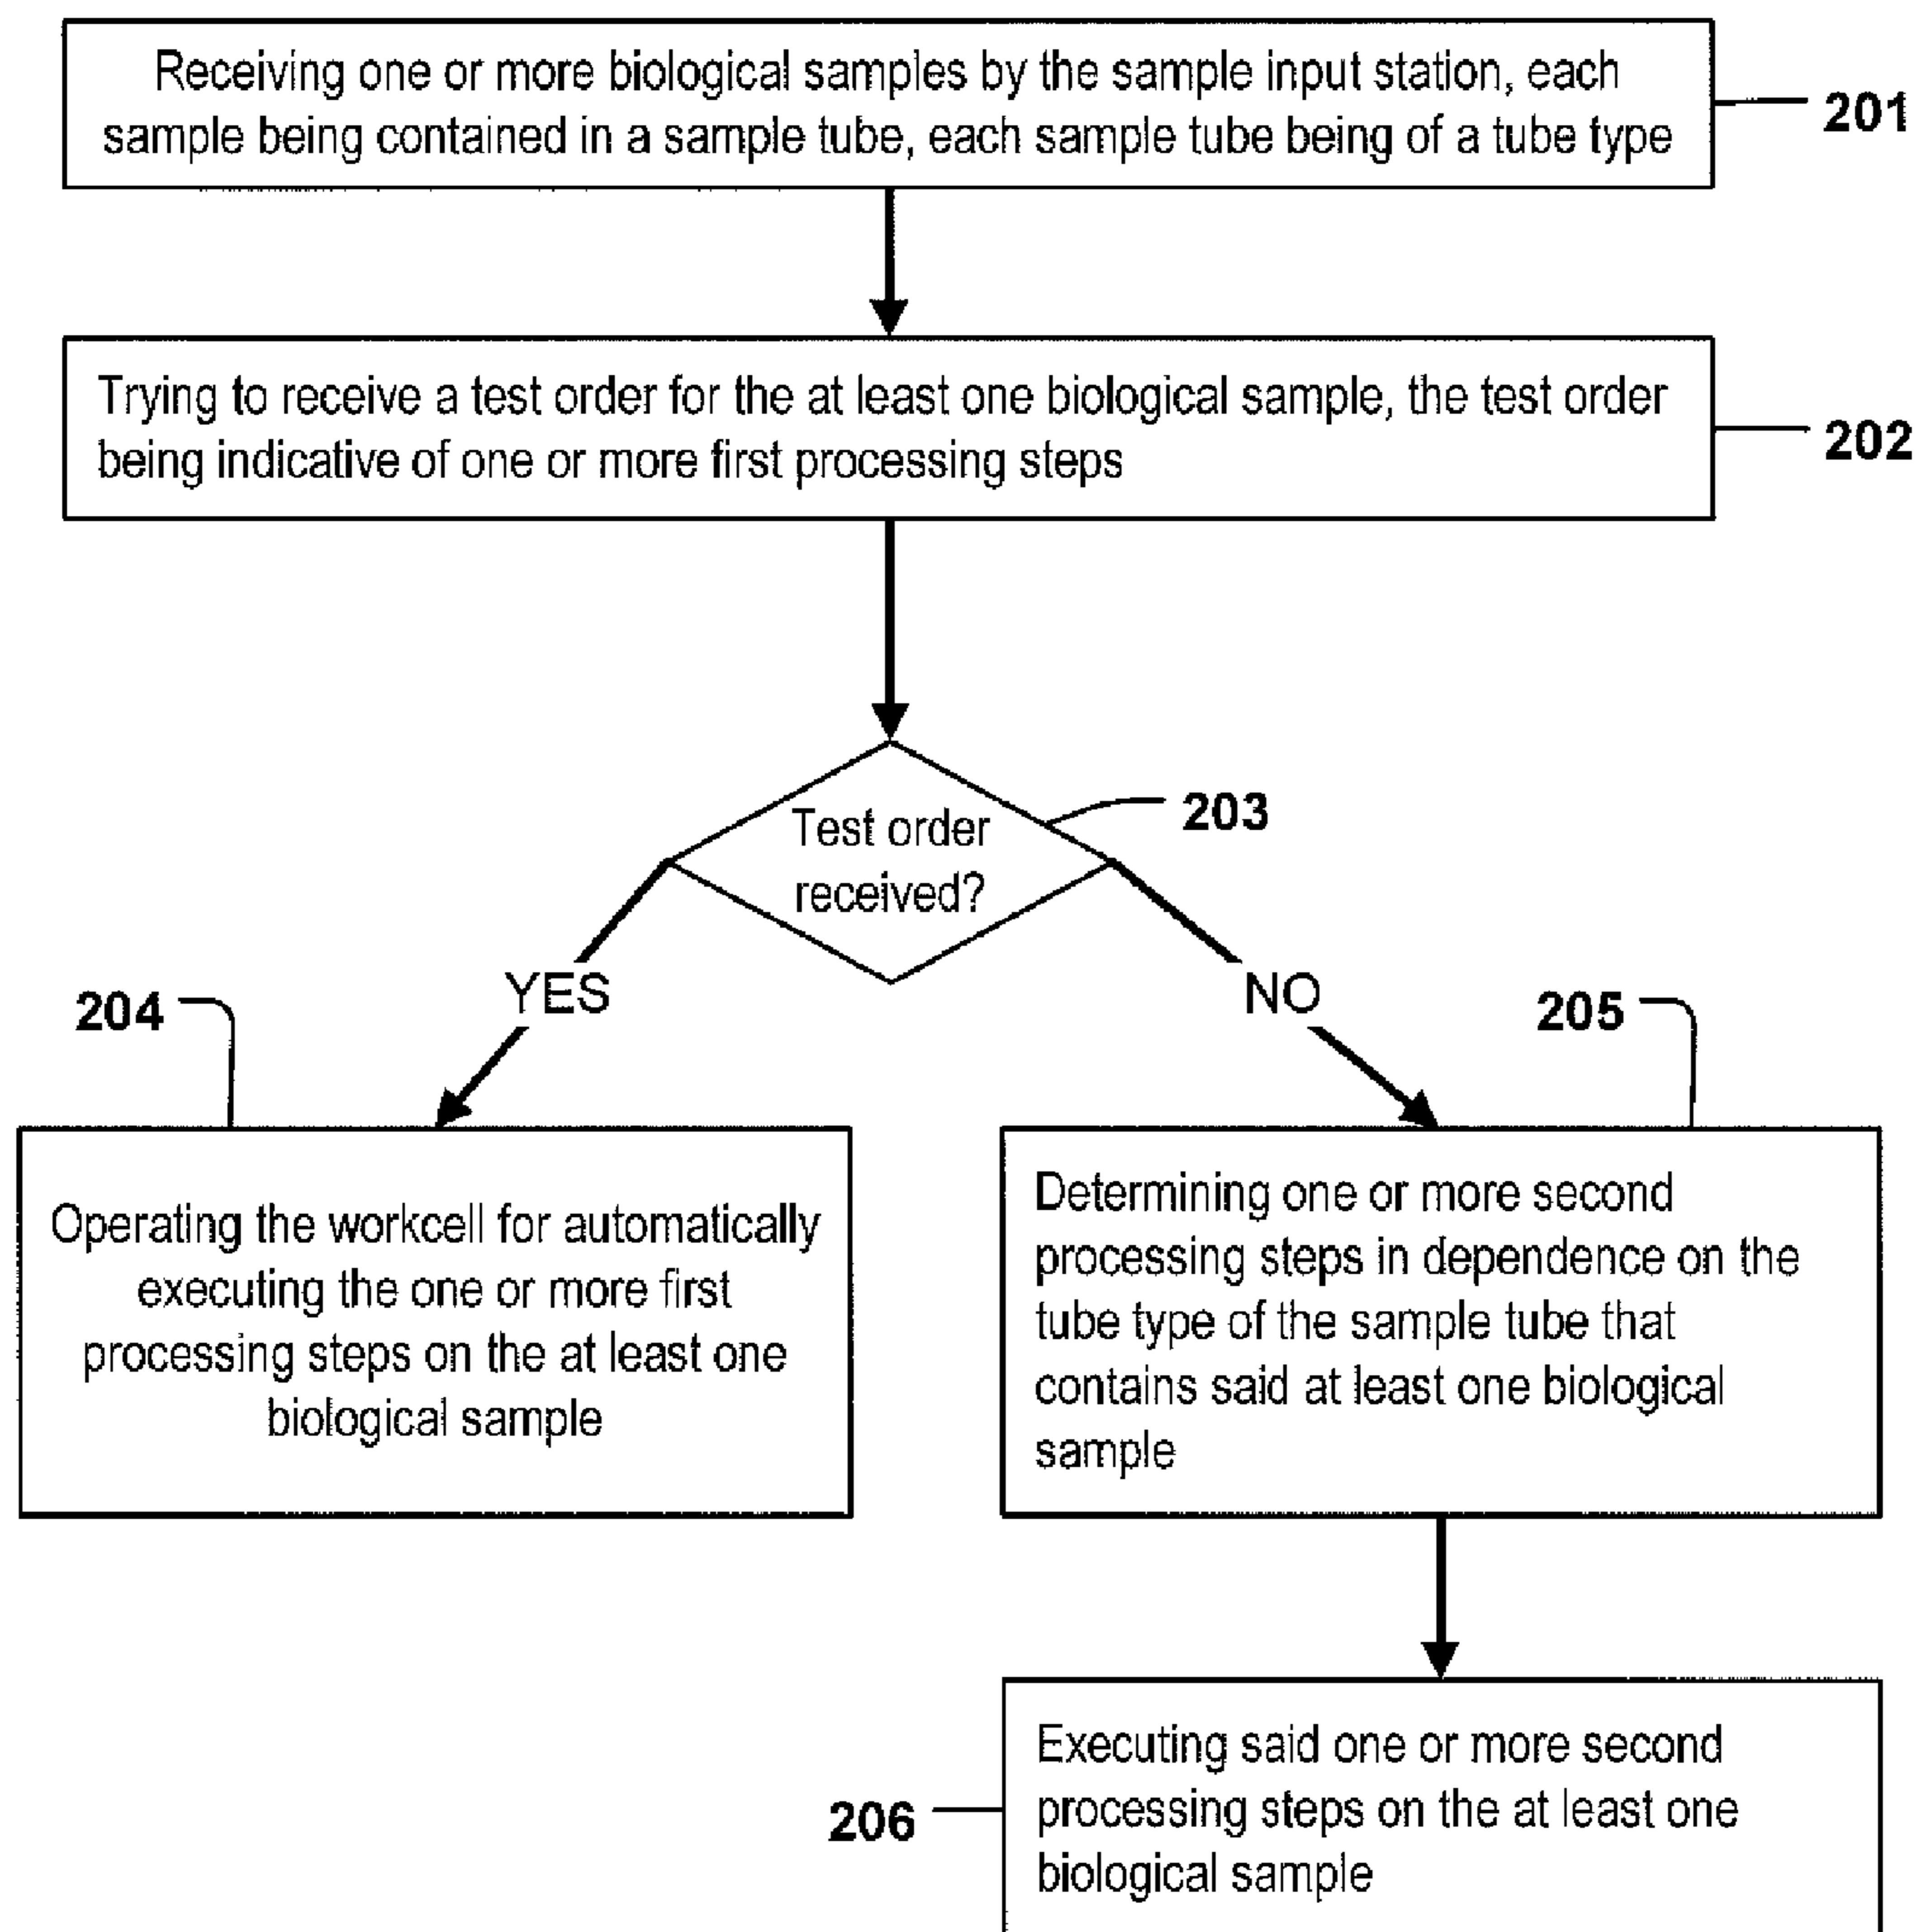 Receiving one or more biological samples by the sample input station, each
sample being contained in a sample tube, each sample tube being of a tube type
201
Trying to receive a test order for the at least one biological sample, the test order
being indicative of one or more first processing steps
202
Test order
received?
203
YES
NO
204
Operating the workcell for automatically
executing the one or more first
processing steps on the at least one
biological sample
205
Determining one or more second
processing steps in dependence on the
tube type of the sample tube that
contains said at least one biological
sample
206
Executing said one or more second
processing steps on the at least one
biological sample